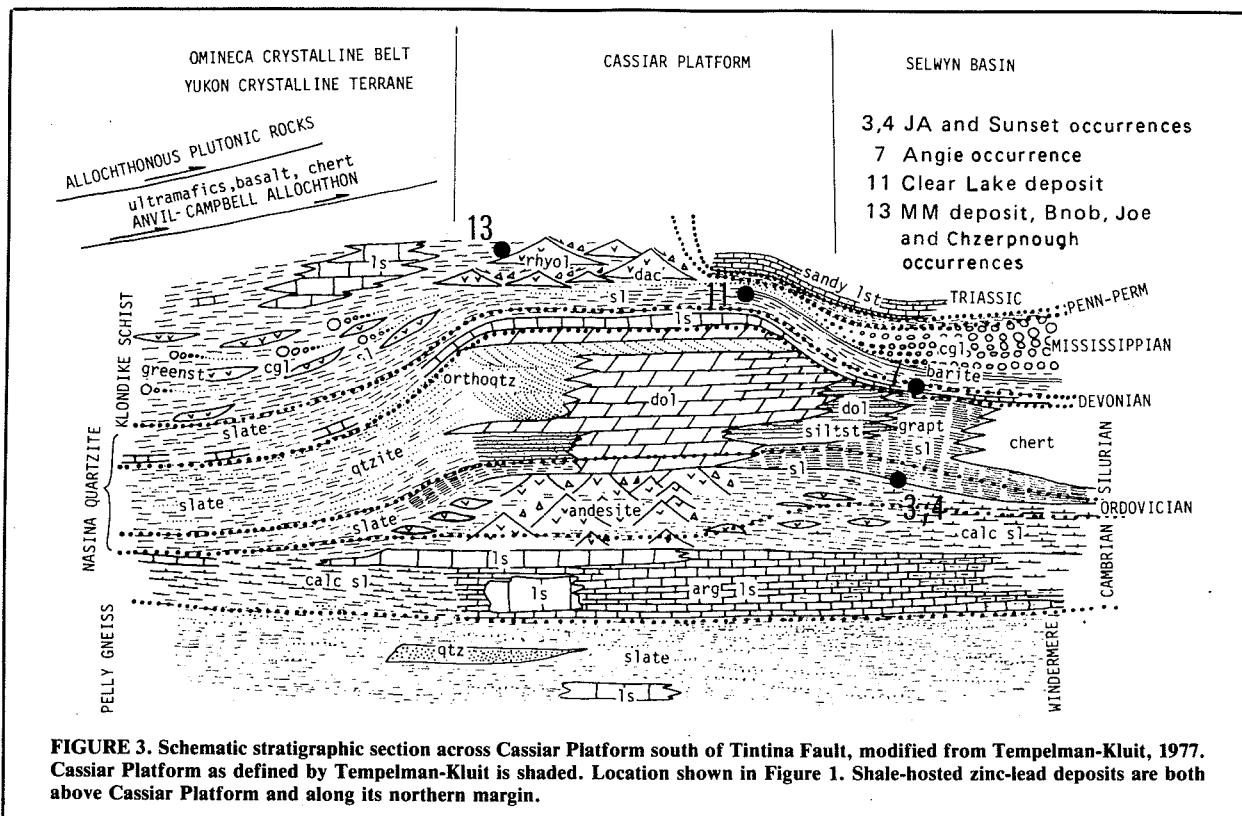 OMINECA CRYSTALLINE BELT
YUKON CRYSTALLINE TERRANE
CASSIAR PLATFORM
SELWYN BASIN
3,4 JA and Sunset occurrences
7 Angie occurrence
11 Clear Lake deposit
13 MM deposit, Bnob, Joe
and Chzerpnough
occurrences
ALLOCHTHONOUS PLUTONIC ROCKS
ultramafics, basalt, chert
ANVIL-CAMPBELL ALLOCHTHON
13
ls
rhyol
dac
sl
11
sandy lst
TRIASSIC
PENN-PERM
KLONDIKE SCHIST
greenst
cgl
sl
ls
cgl
MISSISSIPPIAN
barite
orthoqtz
dol
dol
DEVONIAN
slate
siltst
grapt
sl
chert
SILURIAN
NASINA QUARTZITE
qtzite
slate
slate
sl
andesite
3,4
ORDOVICIAN
calc sl
CAMBRIAN
ls
calc sl
ls
arg ls
PELLY GNEISS
qtz
slate
ls
WINDERMERE
FIGURE 3. Schematic stratigraphic section across Cassiar Platform south of Tintina Fault, modified from Tempelman-Kluit, 1977.
Cassiar Platform as defined by Tempelman-Kluit is shaded. Location shown in Figure 1. Shale-hosted zinc-lead deposits are both
above Cassiar Platform and along its northern margin.